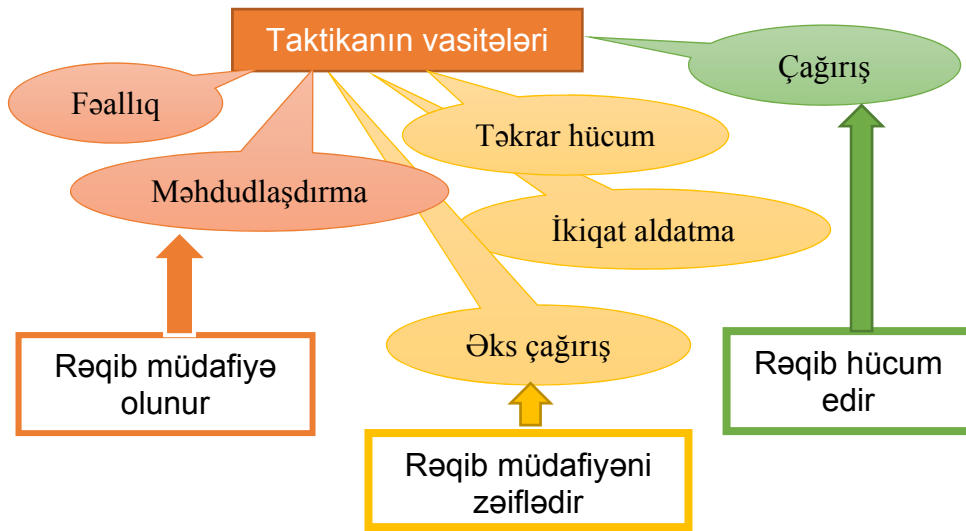 Taktikanın vasitələri
Çağırış
Fəallıq
Təkrar hücum
Məhdudlaşdırma
İkiqat aldatma
Əks çağırış
Rəqib müdafiyə
olunur
Rəqib hücum
edir
Rəqib müdafiyəni
zəiflədir